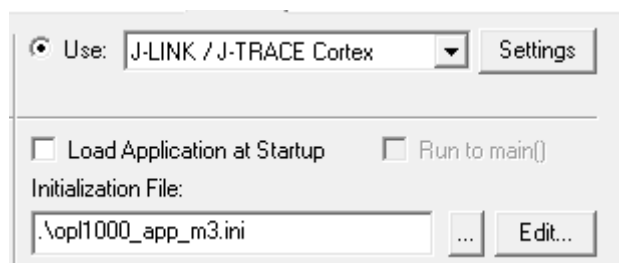 Use: J-LINK / J-TRACE Cortex Settings
Load Application at Startup Run to main()
Initialization File:
.\opl1000_app_m3.ini ... Edit...